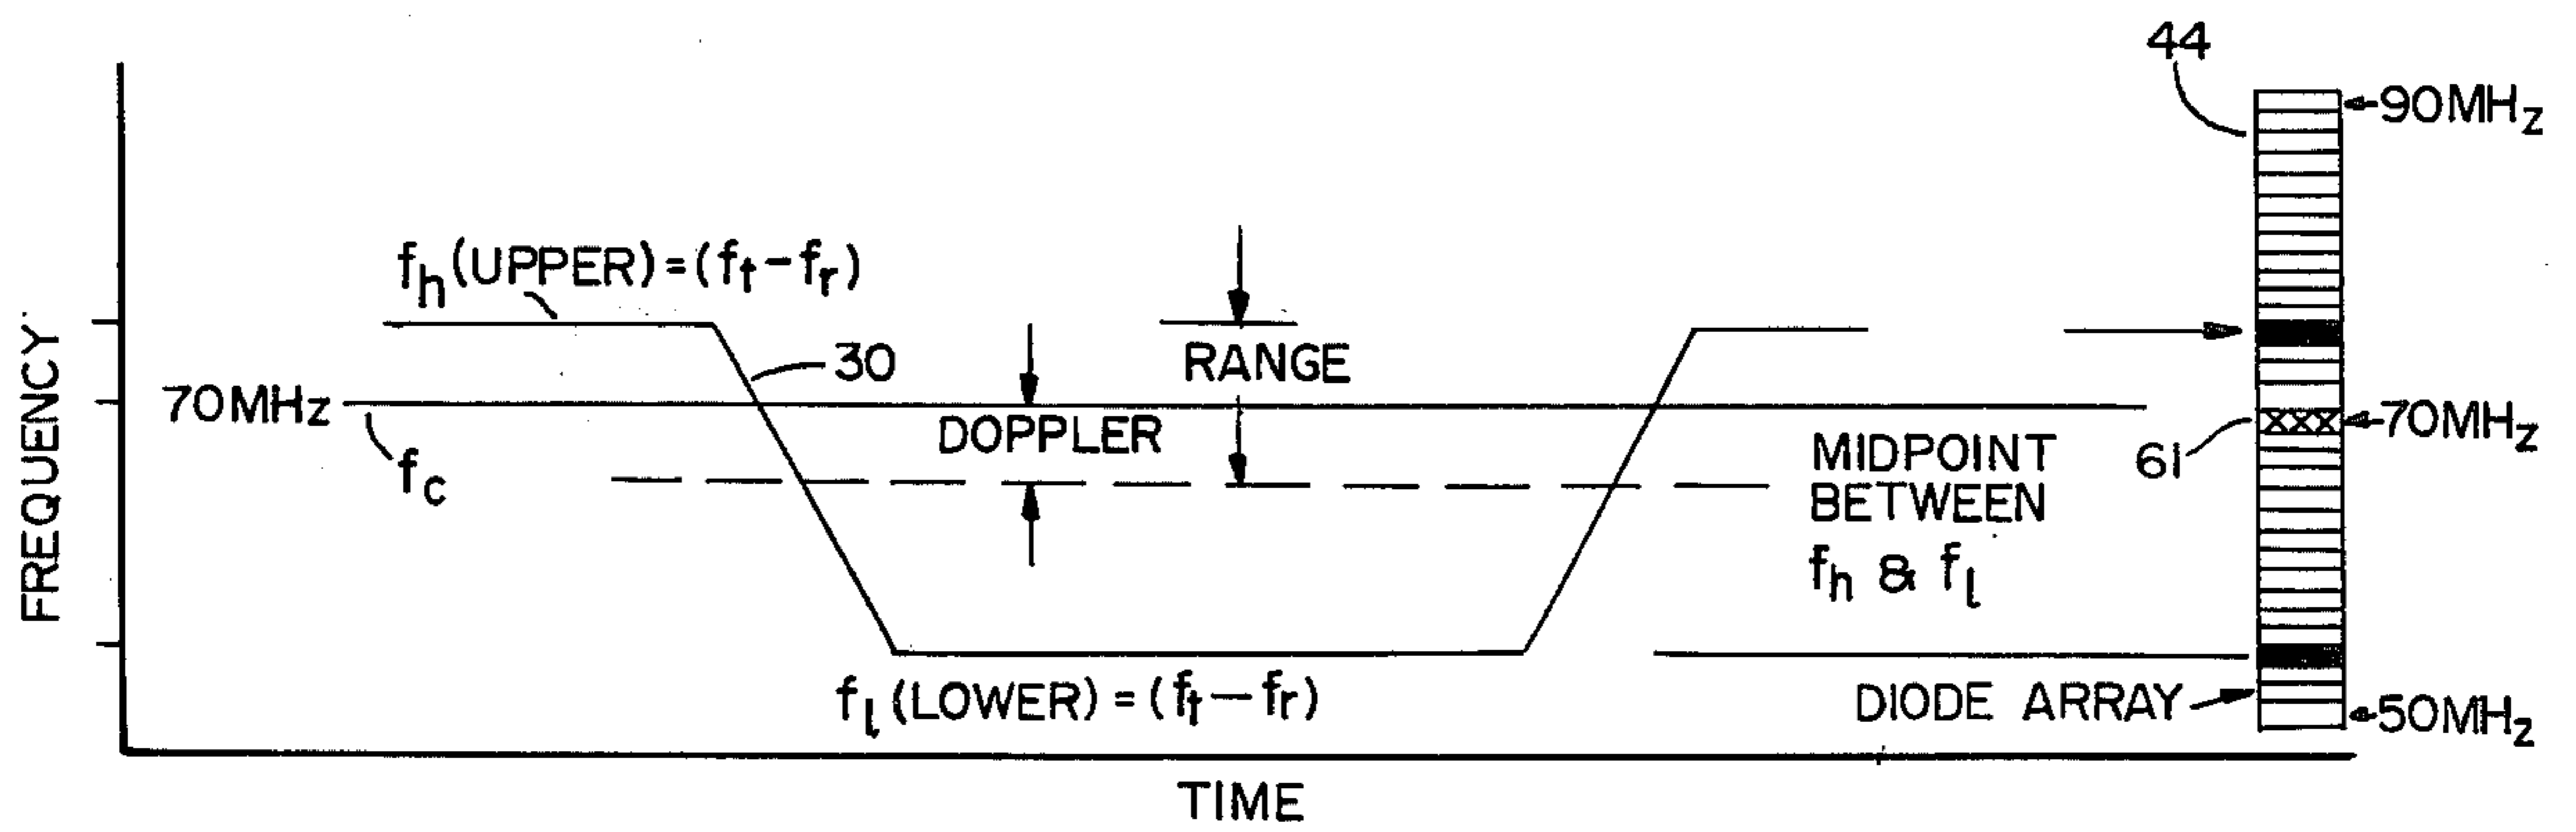 44
90MHz
fh (UPPER) = (ft-fr)
30
RANGE
70MHz
DOPPLER
fc
MIDPOINT
BETWEEN
fh & fl
61
70MHz
FREQUENCY
fl (LOWER) = (ft-fr)
DIODE ARRAY
50MHz
TIME